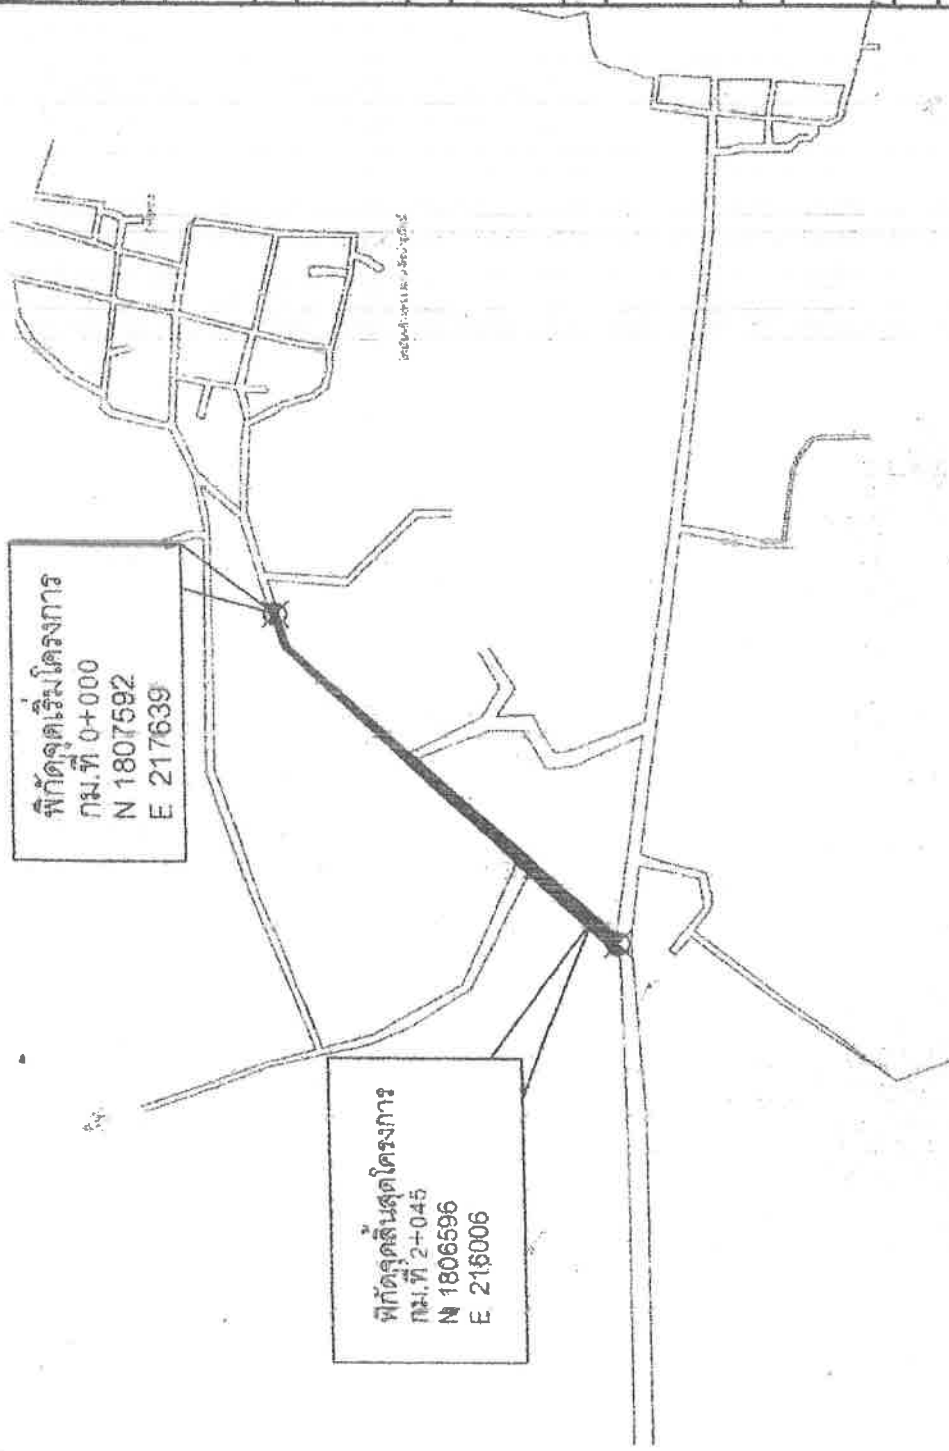 พิกัดจุดเริ่มโครงการ
กม.ที่ 0+000
N 1807592
E 217639
พิกัดจุดสิ้นสุดโครงการ
กม.ที่ 2+045
N 1806596
E 216006